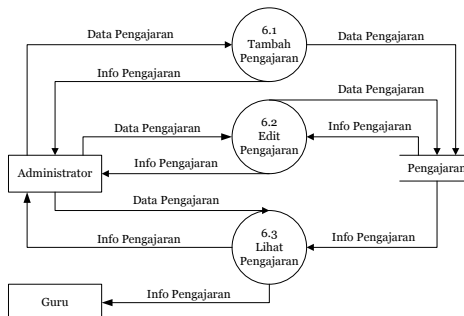 6.1
Tambah
Pengajaran
Data Pengajaran
Data Pengajaran
Info Pengajaran
6.2
Edit
Pengajaran
Data Pengajaran
Data Pengajaran
Info Pengajaran
Info Pengajaran
Administrator
Pengajaran
Data Pengajaran
6.3
Lihat
Pengajaran
Info Pengajaran
Info Pengajaran
Guru
Info Pengajaran